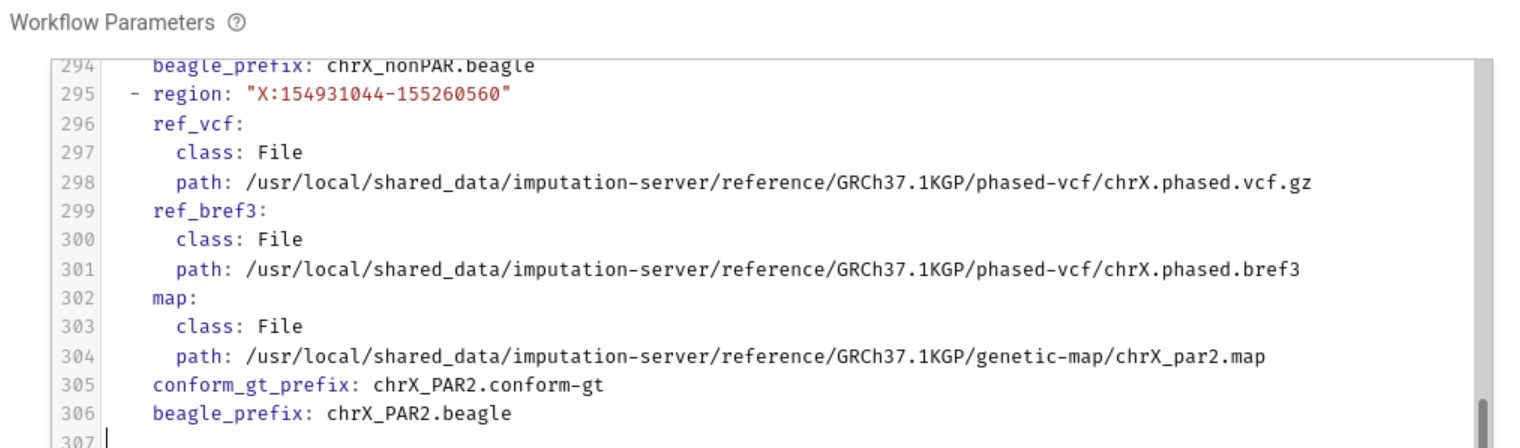 Workflow Parameters ?
294 beagle_prefix: chrX_nonPAR.beagle
295 - region: "X:154931044-155260560"
296 ref_vcf:
297 class: File
298 path: /usr/local/shared_data/imputation-server/reference/GRCh37.1KGP/phased-vcf/chrX.phased.vcf.gz
299 ref_bref3:
300 class: File
301 path: /usr/local/shared_data/imputation-server/reference/GRCh37.1KGP/phased-vcf/chrX.phased.bref3
302 map:
303 class: File
304 path: /usr/local/shared_data/imputation-server/reference/GRCh37.1KGP/genetic-map/chrX_par2.map
305 conform_gt_prefix: chrX_PAR2.conform-gt
306 beagle_prefix: chrX_PAR2.beagle
307